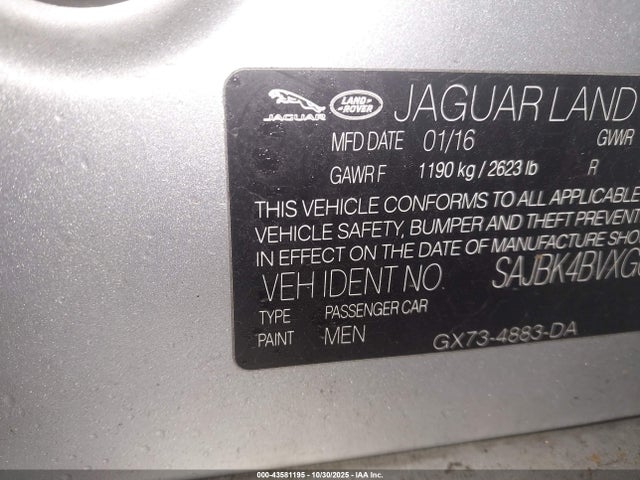 JAGUAR LAND ROVER JAGUAR LAND
MFD DATE 01/16 GVWR
GAWR F 1190 kg / 2623 lb R
THIS VEHICLE CONFORMS TO ALL APPLICABLE
VEHICLE SAFETY, BUMPER AND THEFT PREVENT
IN EFFECT ON THE DATE OF MANUFACTURE SHO
VEH IDENT NO. SAJBK4BVXG
TYPE PASSENGER CAR
PAINT MEN
GX73-4883-DA
000-43581195 - 10/30/2025 - IAA Inc.